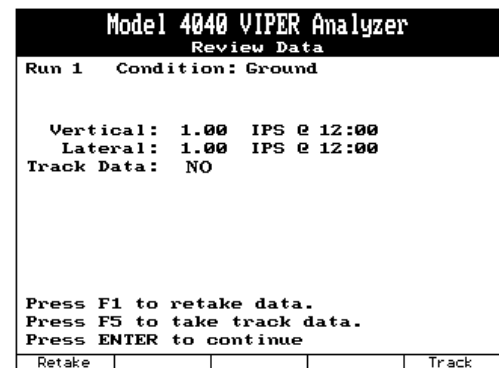 Model 4040 VIPER Analyzer
Review Data
Run 1 Condition: Ground
Vertical: 1.00 IPS @ 12:00
Lateral: 1.00 IPS @ 12:00
Track Data: NO
Press F1 to retake data.
Press F5 to take track data.
Press ENTER to continue
Retake Track